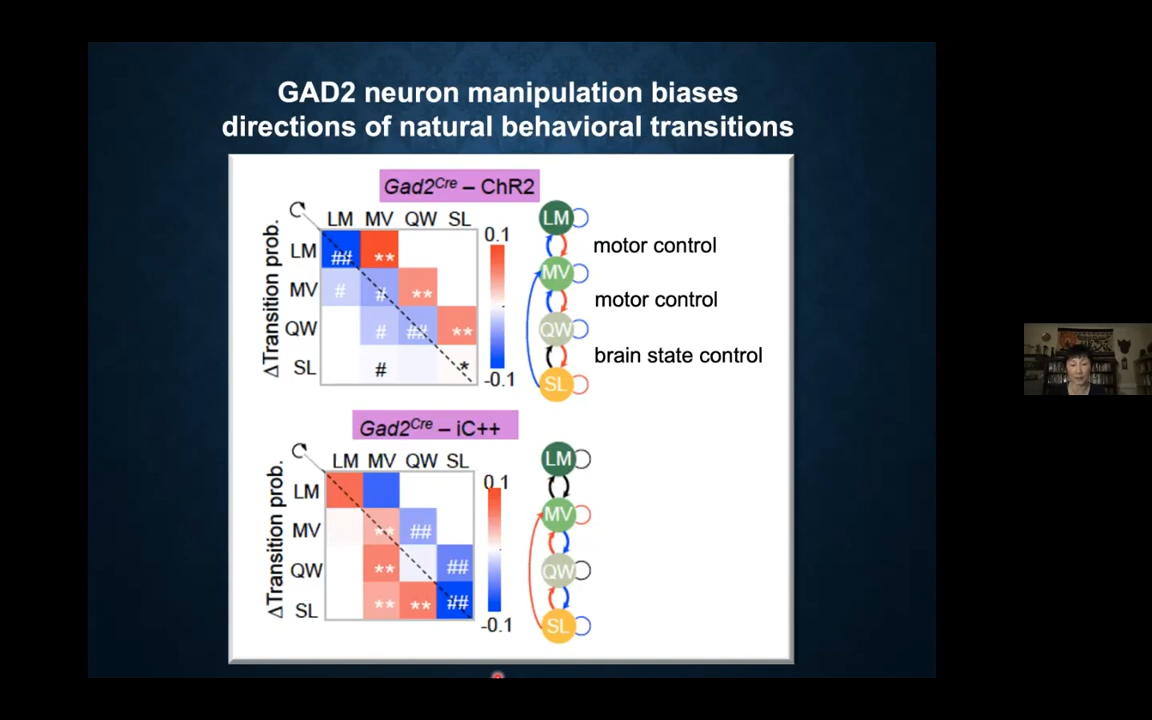 GAD2 neuron manipulation biases
directions of natural behavioral transitions
Gad2Cre – ChR2
LM MV QW SL
ΔTransition prob.
LM ## **
MV # # **
QW # ## **
SL # *
0.1
-0.1
LM
motor control
MV
motor control
QW
brain state control
SL
Gad2Cre – iC++
LM MV QW SL
ΔTransition prob.
LM
MV ** ##
QW ** ##
SL ** ** ##
0.1
-0.1
LM
MV
QW
SL